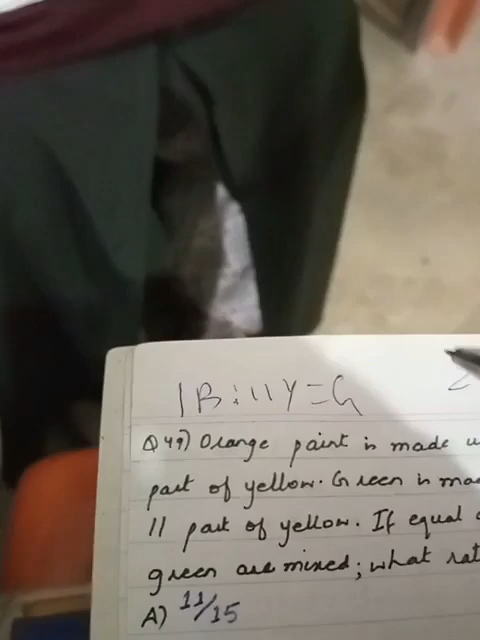 1B:11Y=G
Q49) Orange paint is made
part of yellow. Green is
11 part of yellow. If equal
green are mixed; what
A) 11/15